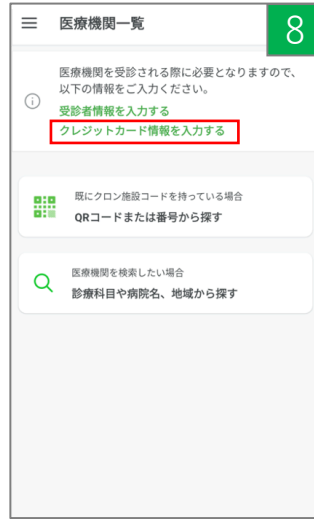 医療機関一覧
8
医療機関を受診される際に必要となりますので、
以下の情報をご入力ください。
受診者情報を入力する
クレジットカード情報を入力する
既にクロン施設コードを持っている場合
QRコードまたは番号から探す
医療機関を検索したい場合
診療科目や病院名、地域から探す